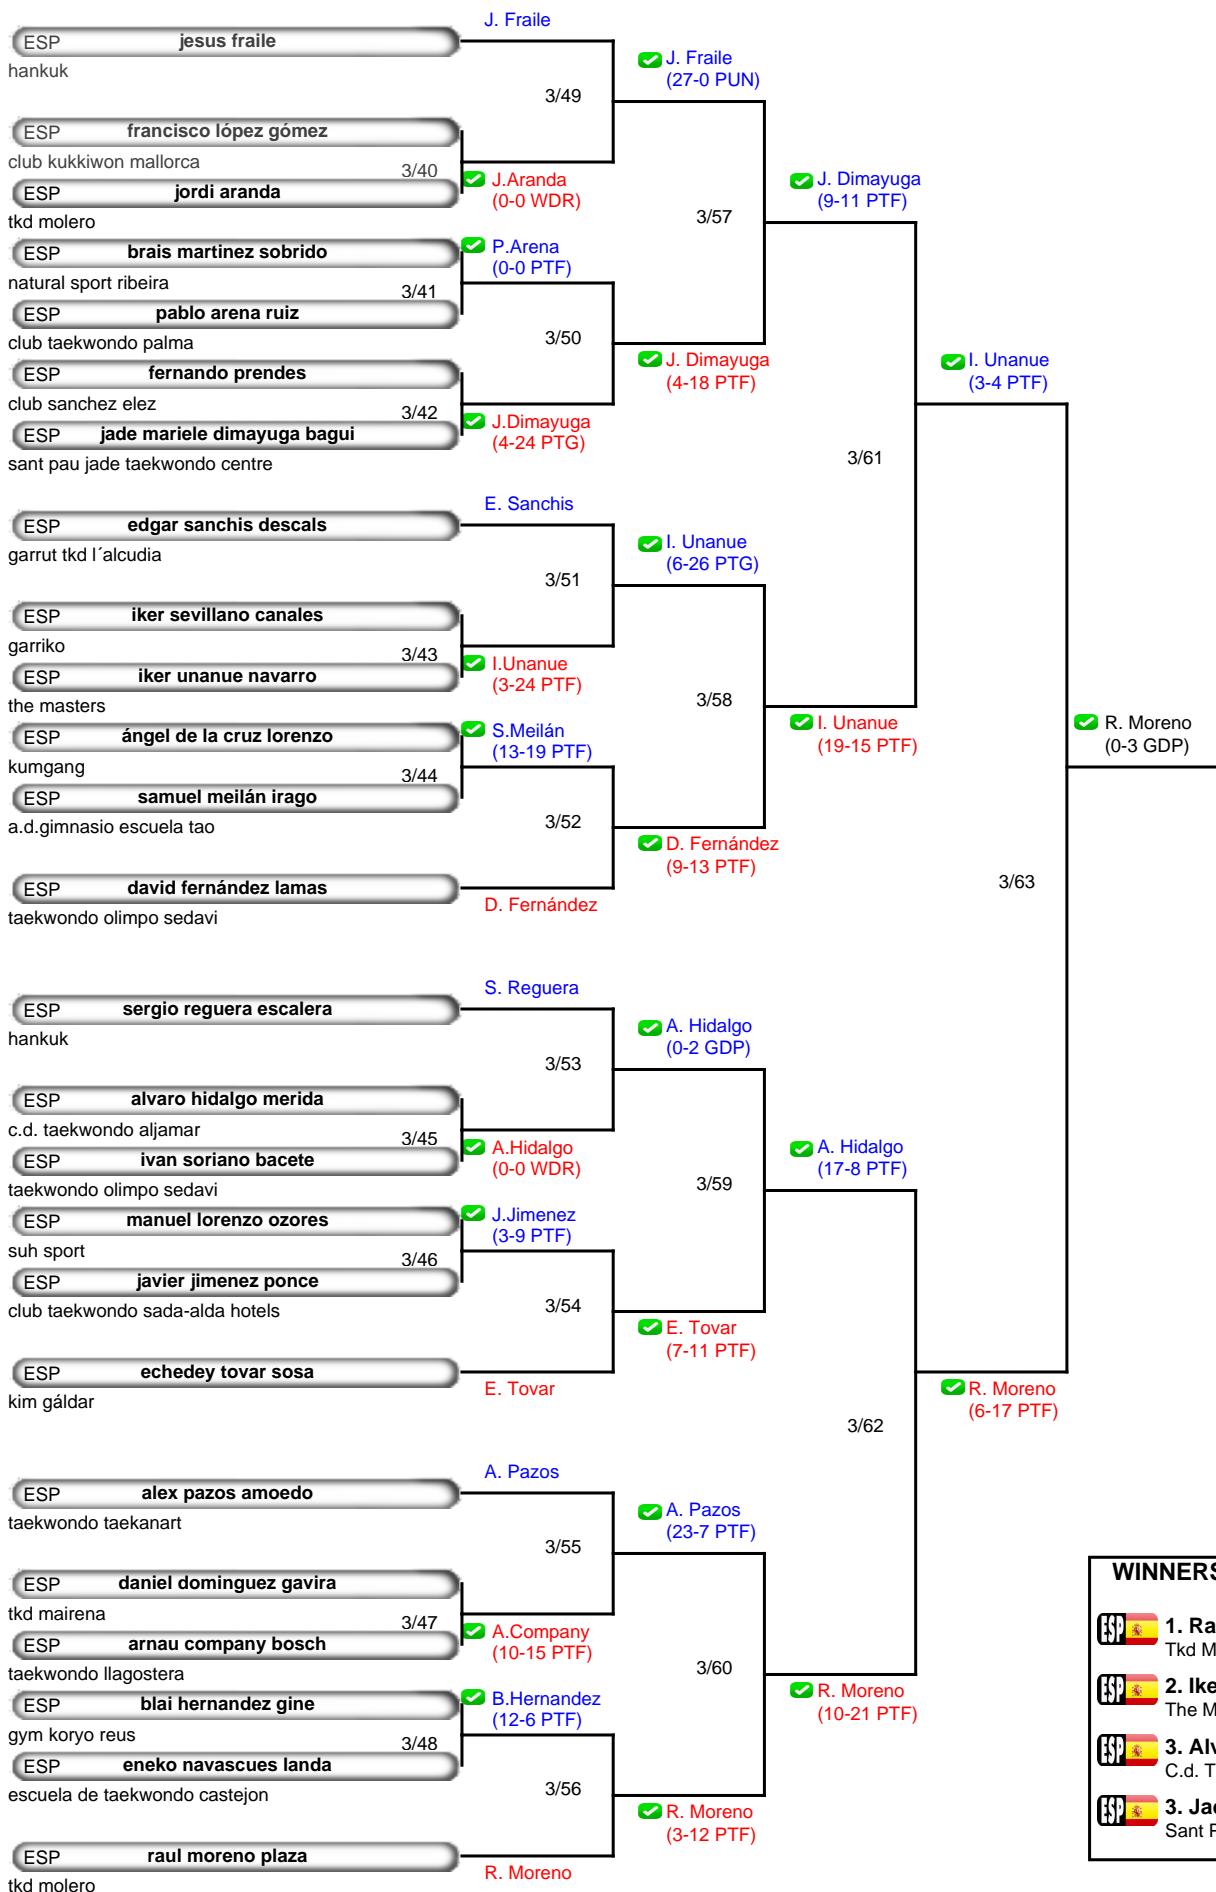 J. Fraile
ESP jesus fraile
hankuk
J. Fraile
(27-0 PUN)
3/49
ESP francisco lópez gómez
club kukkiwon mallorca
3/40
ESP jordi aranda
tkd molero
J.Aranda
(0-0 WDR)
J. Dimayuga
(9-11 PTF)
3/57
ESP brais martinez sobrido
natural sport ribeira
P.Arena
(0-0 PTF)
3/41
ESP pablo arena ruiz
club taekwondo palma
3/50
ESP fernando prendes
club sanchez elez
J. Dimayuga
(4-18 PTF)
I. Unanue
(3-4 PTF)
3/42
ESP jade mariele dimayuga bagui
sant pau jade taekwondo centre
J.Dimayuga
(4-24 PTG)
3/61
E. Sanchis
ESP edgar sanchis descals
garrut tkd l´alcudia
I. Unanue
(6-26 PTG)
3/51
ESP iker sevillano canales
garriko
3/43
ESP iker unanue navarro
the masters
I.Unanue
(3-24 PTF)
3/58
ESP ángel de la cruz lorenzo
kumgang
S.Meilán
(13-19 PTF)
I. Unanue
(19-15 PTF)
R. Moreno
(0-3 GDP)
3/44
ESP samuel meilán irago
a.d.gimnasio escuela tao
3/52
D. Fernández
(9-13 PTF)
ESP david fernández lamas
taekwondo olimpo sedavi
D. Fernández
3/63
S. Reguera
ESP sergio reguera escalera
hankuk
A. Hidalgo
(0-2 GDP)
3/53
ESP alvaro hidalgo merida
c.d. taekwondo aljamar
3/45
ESP ivan soriano bacete
taekwondo olimpo sedavi
A.Hidalgo
(0-0 WDR)
A. Hidalgo
(17-8 PTF)
3/59
ESP manuel lorenzo ozores
suh sport
J.Jimenez
(3-9 PTF)
3/46
ESP javier jimenez ponce
club taekwondo sada-alda hotels
3/54
E. Tovar
(7-11 PTF)
ESP echedey tovar sosa
kim gáldar
E. Tovar
R. Moreno
(6-17 PTF)
3/62
A. Pazos
ESP alex pazos amoedo
taekwondo taekanart
A. Pazos
(23-7 PTF)
3/55
ESP daniel dominguez gavira
tkd mairena
3/47
ESP arnau company bosch
taekwondo llagostera
A.Company
(10-15 PTF)
3/60
ESP blai hernandez gine
gym koryo reus
B.Hernandez
(12-6 PTF)
R. Moreno
(10-21 PTF)
3/48
ESP eneko navascues landa
escuela de taekwondo castejon
3/56
R. Moreno
(3-12 PTF)
ESP raul moreno plaza
tkd molero
R. Moreno
WINNERS
ESP 1. Ra
Tkd M
ESP 2. Ike
The M
ESP 3. Alv
C.d. T
ESP 3. Jad
Sant P